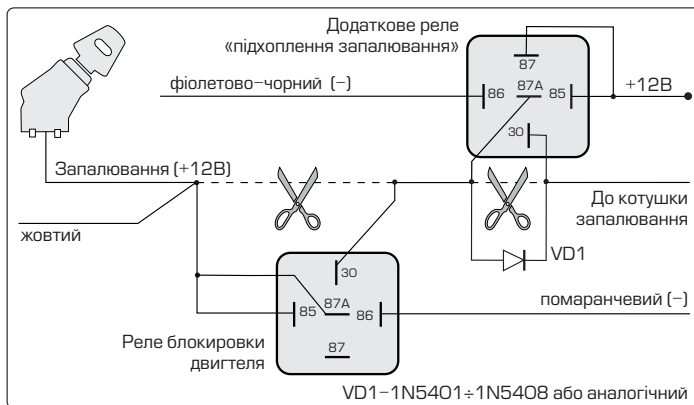 Додаткове реле
«підхоплення запалювання»
87
фіолетово–чорний (–)
86
87A
85
+12В
30
Запалювання (+12В)
До котушки
запалювання
жовтий
VD1
30
87A
85
86
помаранчевий (–)
Реле блокировки
двигтеля
87
VD1–1N5401÷1N5408 або аналогічний